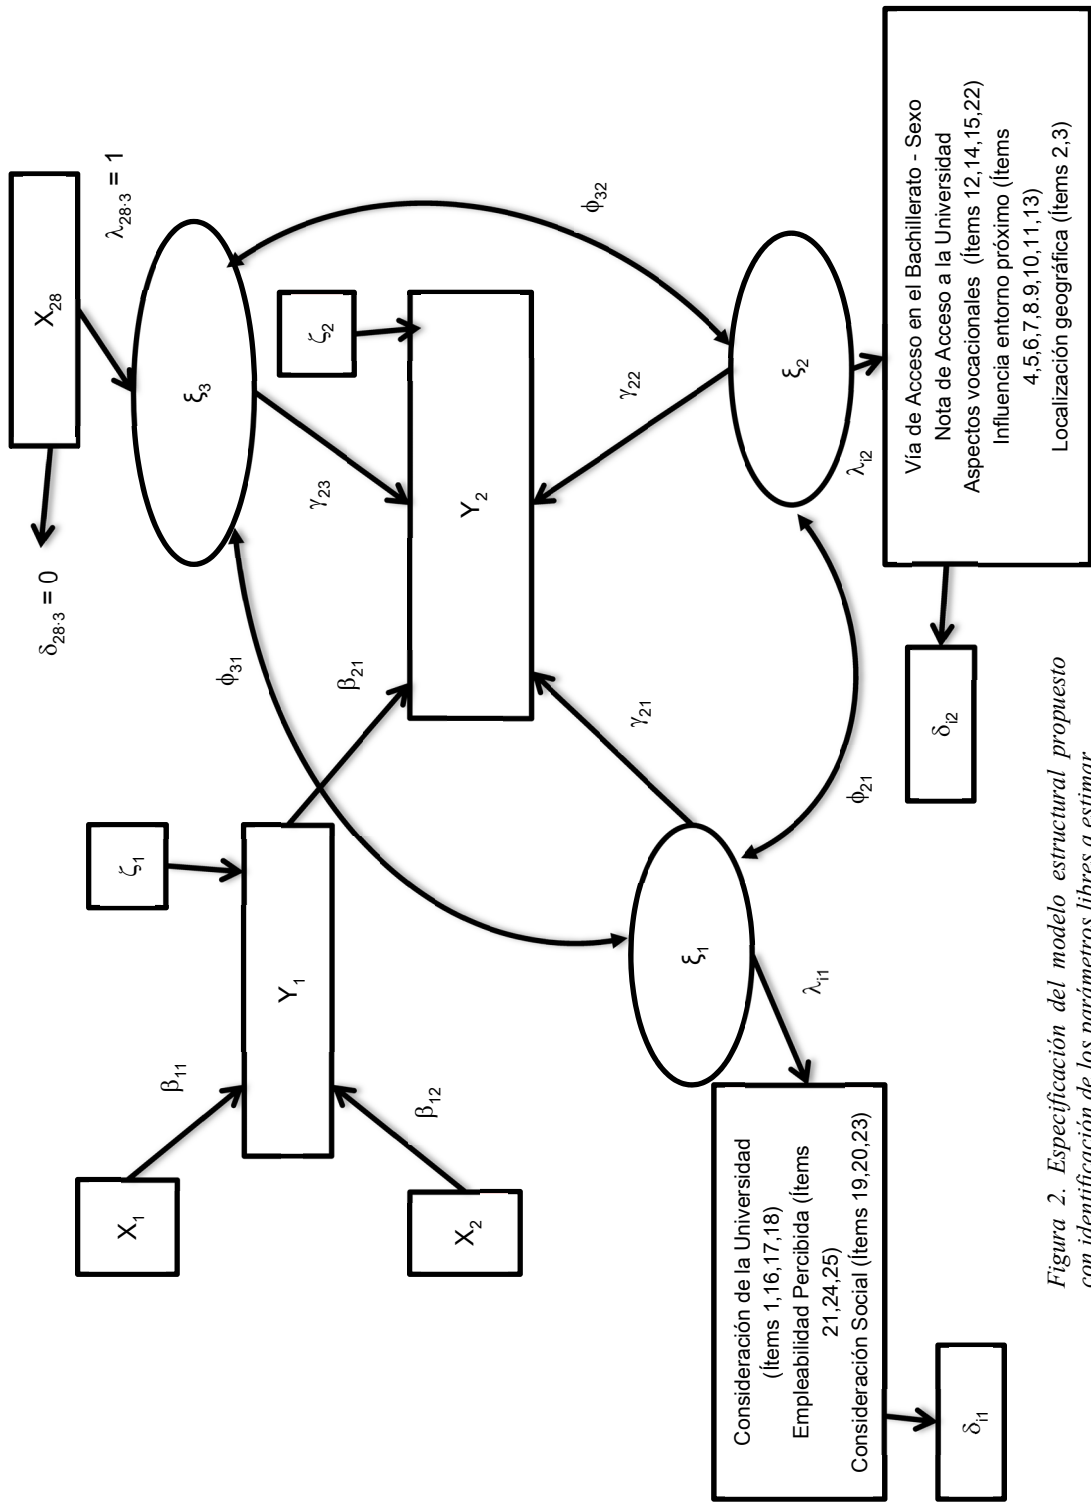 X₁
β₁₁
X₂
β₁₂
ζ₁
Y₁
β₂₁
ϕ₃₁
δ₂₈.₃ = 0
X₂₈
λ₂₈.₃ = 1
ξ₃
γ₂₃
ζ₂
Y₂
ϕ₃₂
γ₂₂
γ₂₁
ξ₁
λᵢ₁
ϕ₂₁
ξ₂
λᵢ₂
Consideración de la Universidad
(Ítems 1,16,17,18)
Empleabilidad Percibida (Ítems
21,24,25)
Consideración Social (Ítems 19,20,23)
δᵢ₁
δᵢ₂
Vía de Acceso en el Bachillerato - Sexo
Nota de Acceso a la Universidad
Aspectos vocacionales (Ítems 12,14,15,22)
Influencia entorno próximo (Ítems
4,5,6,7,8.9,10,11,13)
Localización geográfica (Ítems 2,3)
Figura 2. Especificación del modelo estructural propuesto
con identificación de los parámetros libres a estimar